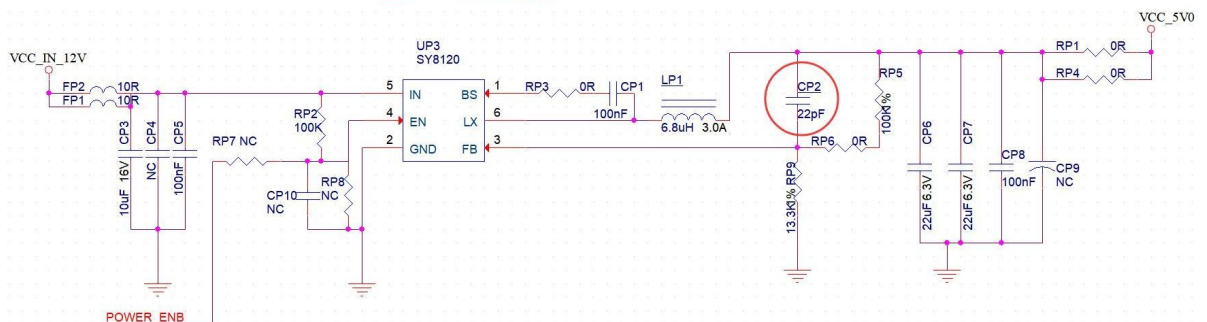 VCC_5V0
VCC_IN_12V
UP3
SY8120
FP2 10R
FP1 10R
5 IN
BS 1
4 EN
LX 6
2 GND
FB 3
RP3 0R
CP1
100nF
LP1
6.8uH 3.0A
CP2
22pF
RP5
100K1%
RP1 0R
RP4 0R
RP2
100K
RP7 NC
CP3
10uF 16V
CP4
NC
CP5
100nF
CP10
NC
RP8
NC
RP6 0R
RP9
13.3K1%
CP6
22uF 6.3V
CP7
22uF 6.3V
CP8
100nF
CP9
NC
POWER_ENB